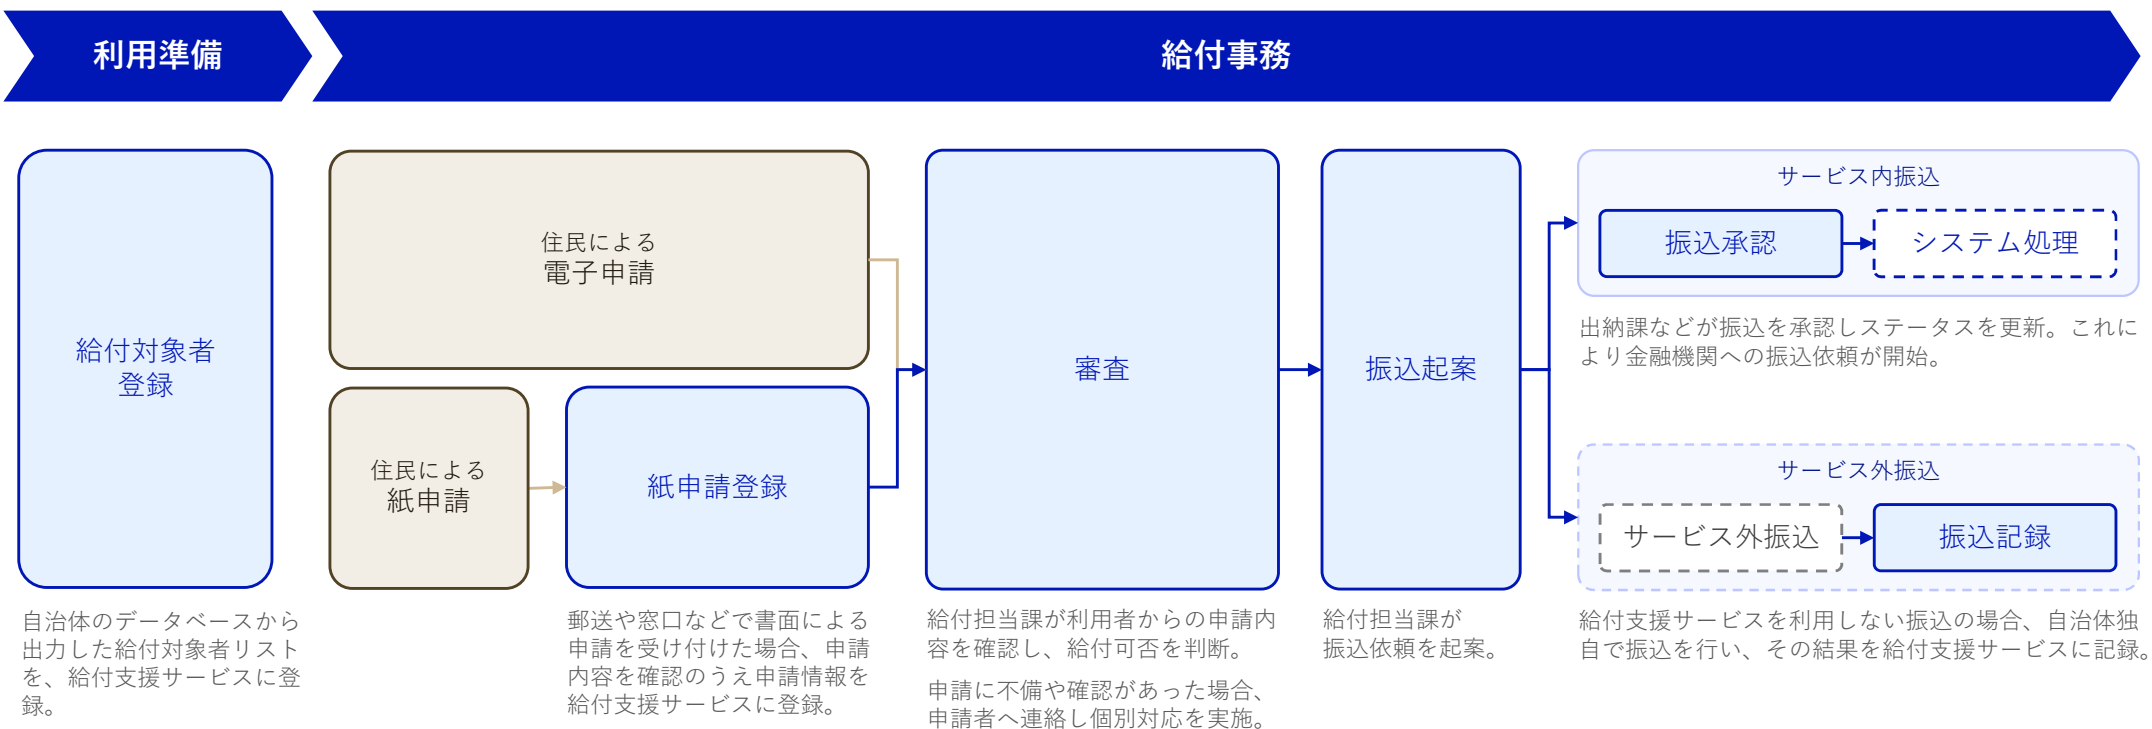 利用準備
給付事務
給付対象者
登録
自治体のデータベースから
出力した給付対象者リスト
を、給付支援サービスに登
録。
住民による
電子申請
住民による
紙申請
紙申請登録
郵送や窓口などで書面による
申請を受け付けた場合、申請
内容を確認のうえ申請情報を
給付支援サービスに登録。
審査
給付担当課が利用者からの申請内
容を確認し、給付可否を判断。
申請に不備や確認があった場合、
申請者へ連絡し個別対応を実施。
振込起案
給付担当課が
振込依頼を起案。
サービス内振込
振込承認
システム処理
出納課などが振込を承認しステータスを更新。これに
より金融機関への振込依頼が開始。
サービス外振込
サービス外振込
振込記録
給付支援サービスを利用しない振込の場合、自治体独
自で振込を行い、その結果を給付支援サービスに記録。